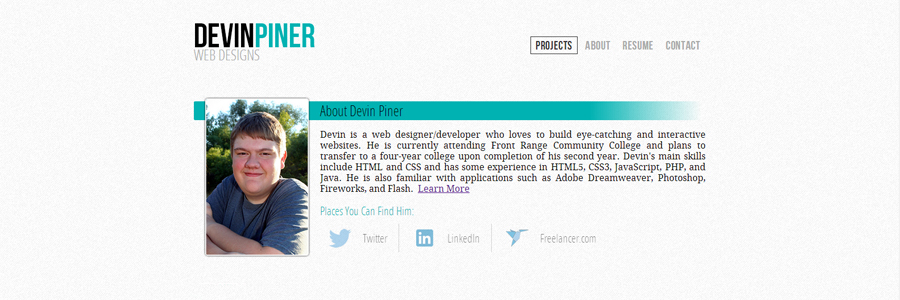 DEVINPINER
WEB DESIGNS
PROJECTS ABOUT RESUME CONTACT
About Devin Piner
Devin is a web designer/developer who loves to build eye-catching and interactive
websites. He is currently attending Front Range Community College and plans to
transfer to a four-year college upon completion of his second year. Devin's main skills
include HTML and CSS and has some experience in HTML5, CSS3, JavaScript, PHP, and
Java. He is also familiar with applications such as Adobe Dreamweaver, Photoshop,
Fireworks, and Flash. Learn More
Places You Can Find Him:
Twitter LinkedIn Freelancer.com